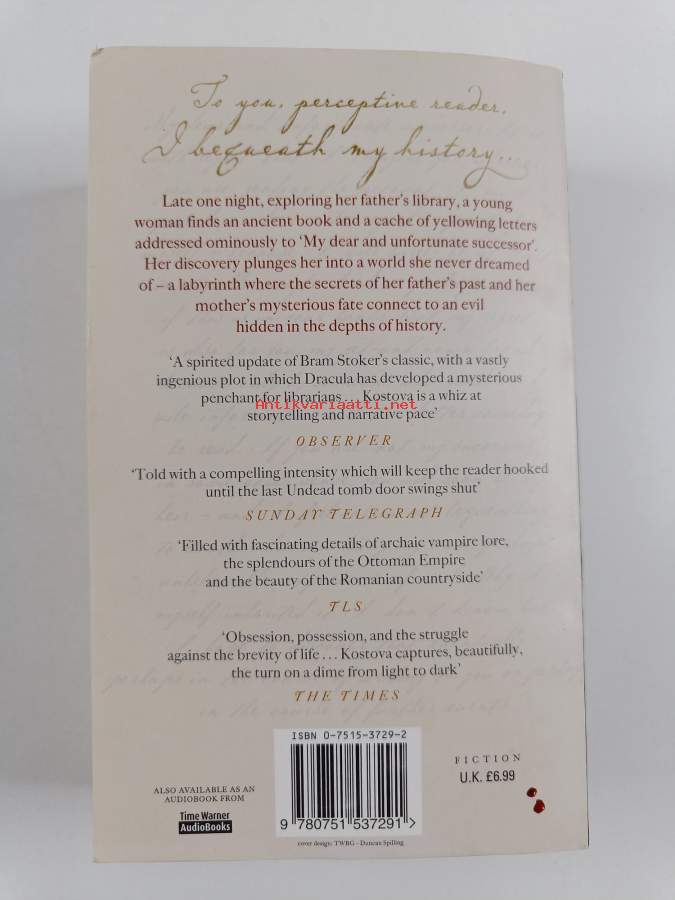 To you, perceptive reader,
I bequeath my history...
Late one night, exploring her father's library, a young
woman finds an ancient book and a cache of yellowing letters
addressed ominously to 'My dear and unfortunate successor'.
Her discovery plunges her into a world she never dreamed
of – a labyrinth where the secrets of her father's past and her
mother's mysterious fate connect to an evil
hidden in the depths of history.
'A spirited update of Bram Stoker's classic, with a vastly
ingenious plot in which Dracula has developed a mysterious
penchant for librarians ... Kostova is a whiz at
Antikvariaatti.net
storytelling and narrative pace'
OBSERVER
'Told with a compelling intensity which will keep the reader hooked
until the last Undead tomb door swings shut'
SUNDAY TELEGRAPH
'Filled with fascinating details of archaic vampire lore,
the splendours of the Ottoman Empire
and the beauty of the Romanian countryside'
TLS
'Obsession, possession, and the struggle
against the brevity of life ... Kostova captures, beautifully,
the turn on a dime from light to dark'
THE TIMES
ISBN 0-7515-3729-2
FICTION
U.K. £6.99
ALSO AVAILABLE AS AN
AUDIOBOOK FROM
Time Warner
AudioBooks
9 780751 537291 >
cover design: TWBG - Duncan Spilling